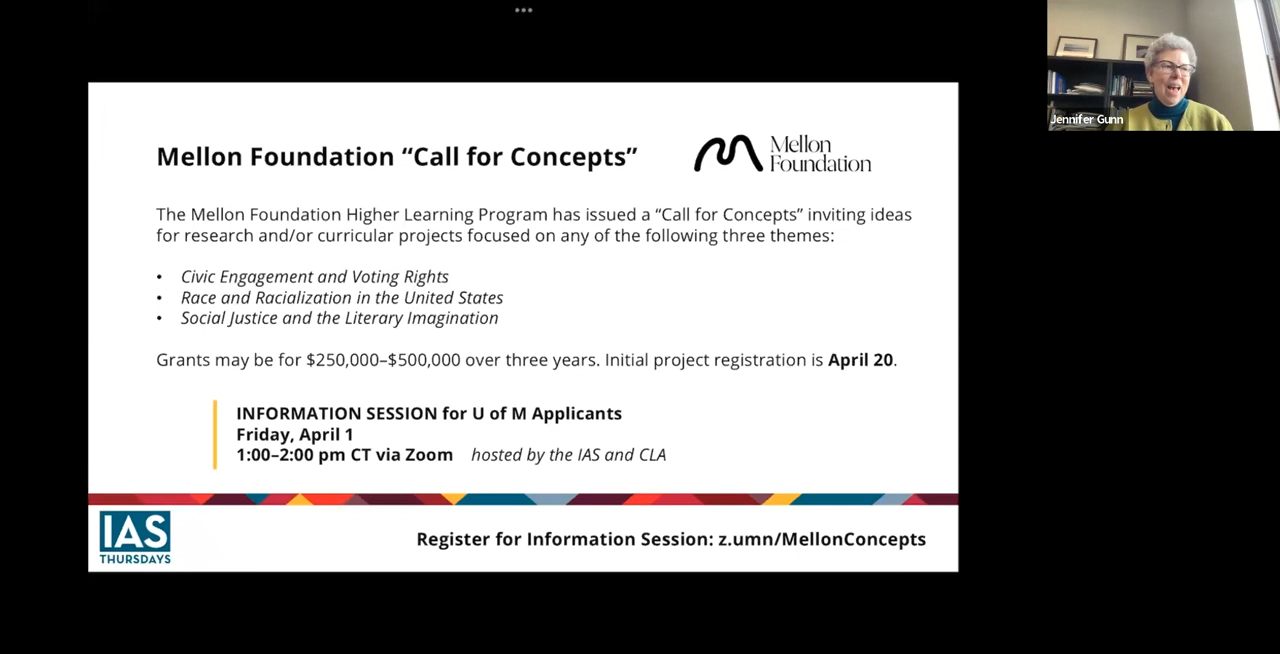 Mellon Foundation “Call for Concepts”
Mellon
Foundation
The Mellon Foundation Higher Learning Program has issued a “Call for Concepts” inviting ideas
for research and/or curricular projects focused on any of the following three themes:
• Civic Engagement and Voting Rights
• Race and Racialization in the United States
• Social Justice and the Literary Imagination
Grants may be for $250,000–$500,000 over three years. Initial project registration is April 20.
INFORMATION SESSION for U of M Applicants
Friday, April 1
1:00–2:00 pm CT via Zoom hosted by the IAS and CLA
IAS
THURSDAYS
Register for Information Session: z.umn/MellonConcepts
Jennifer Gunn